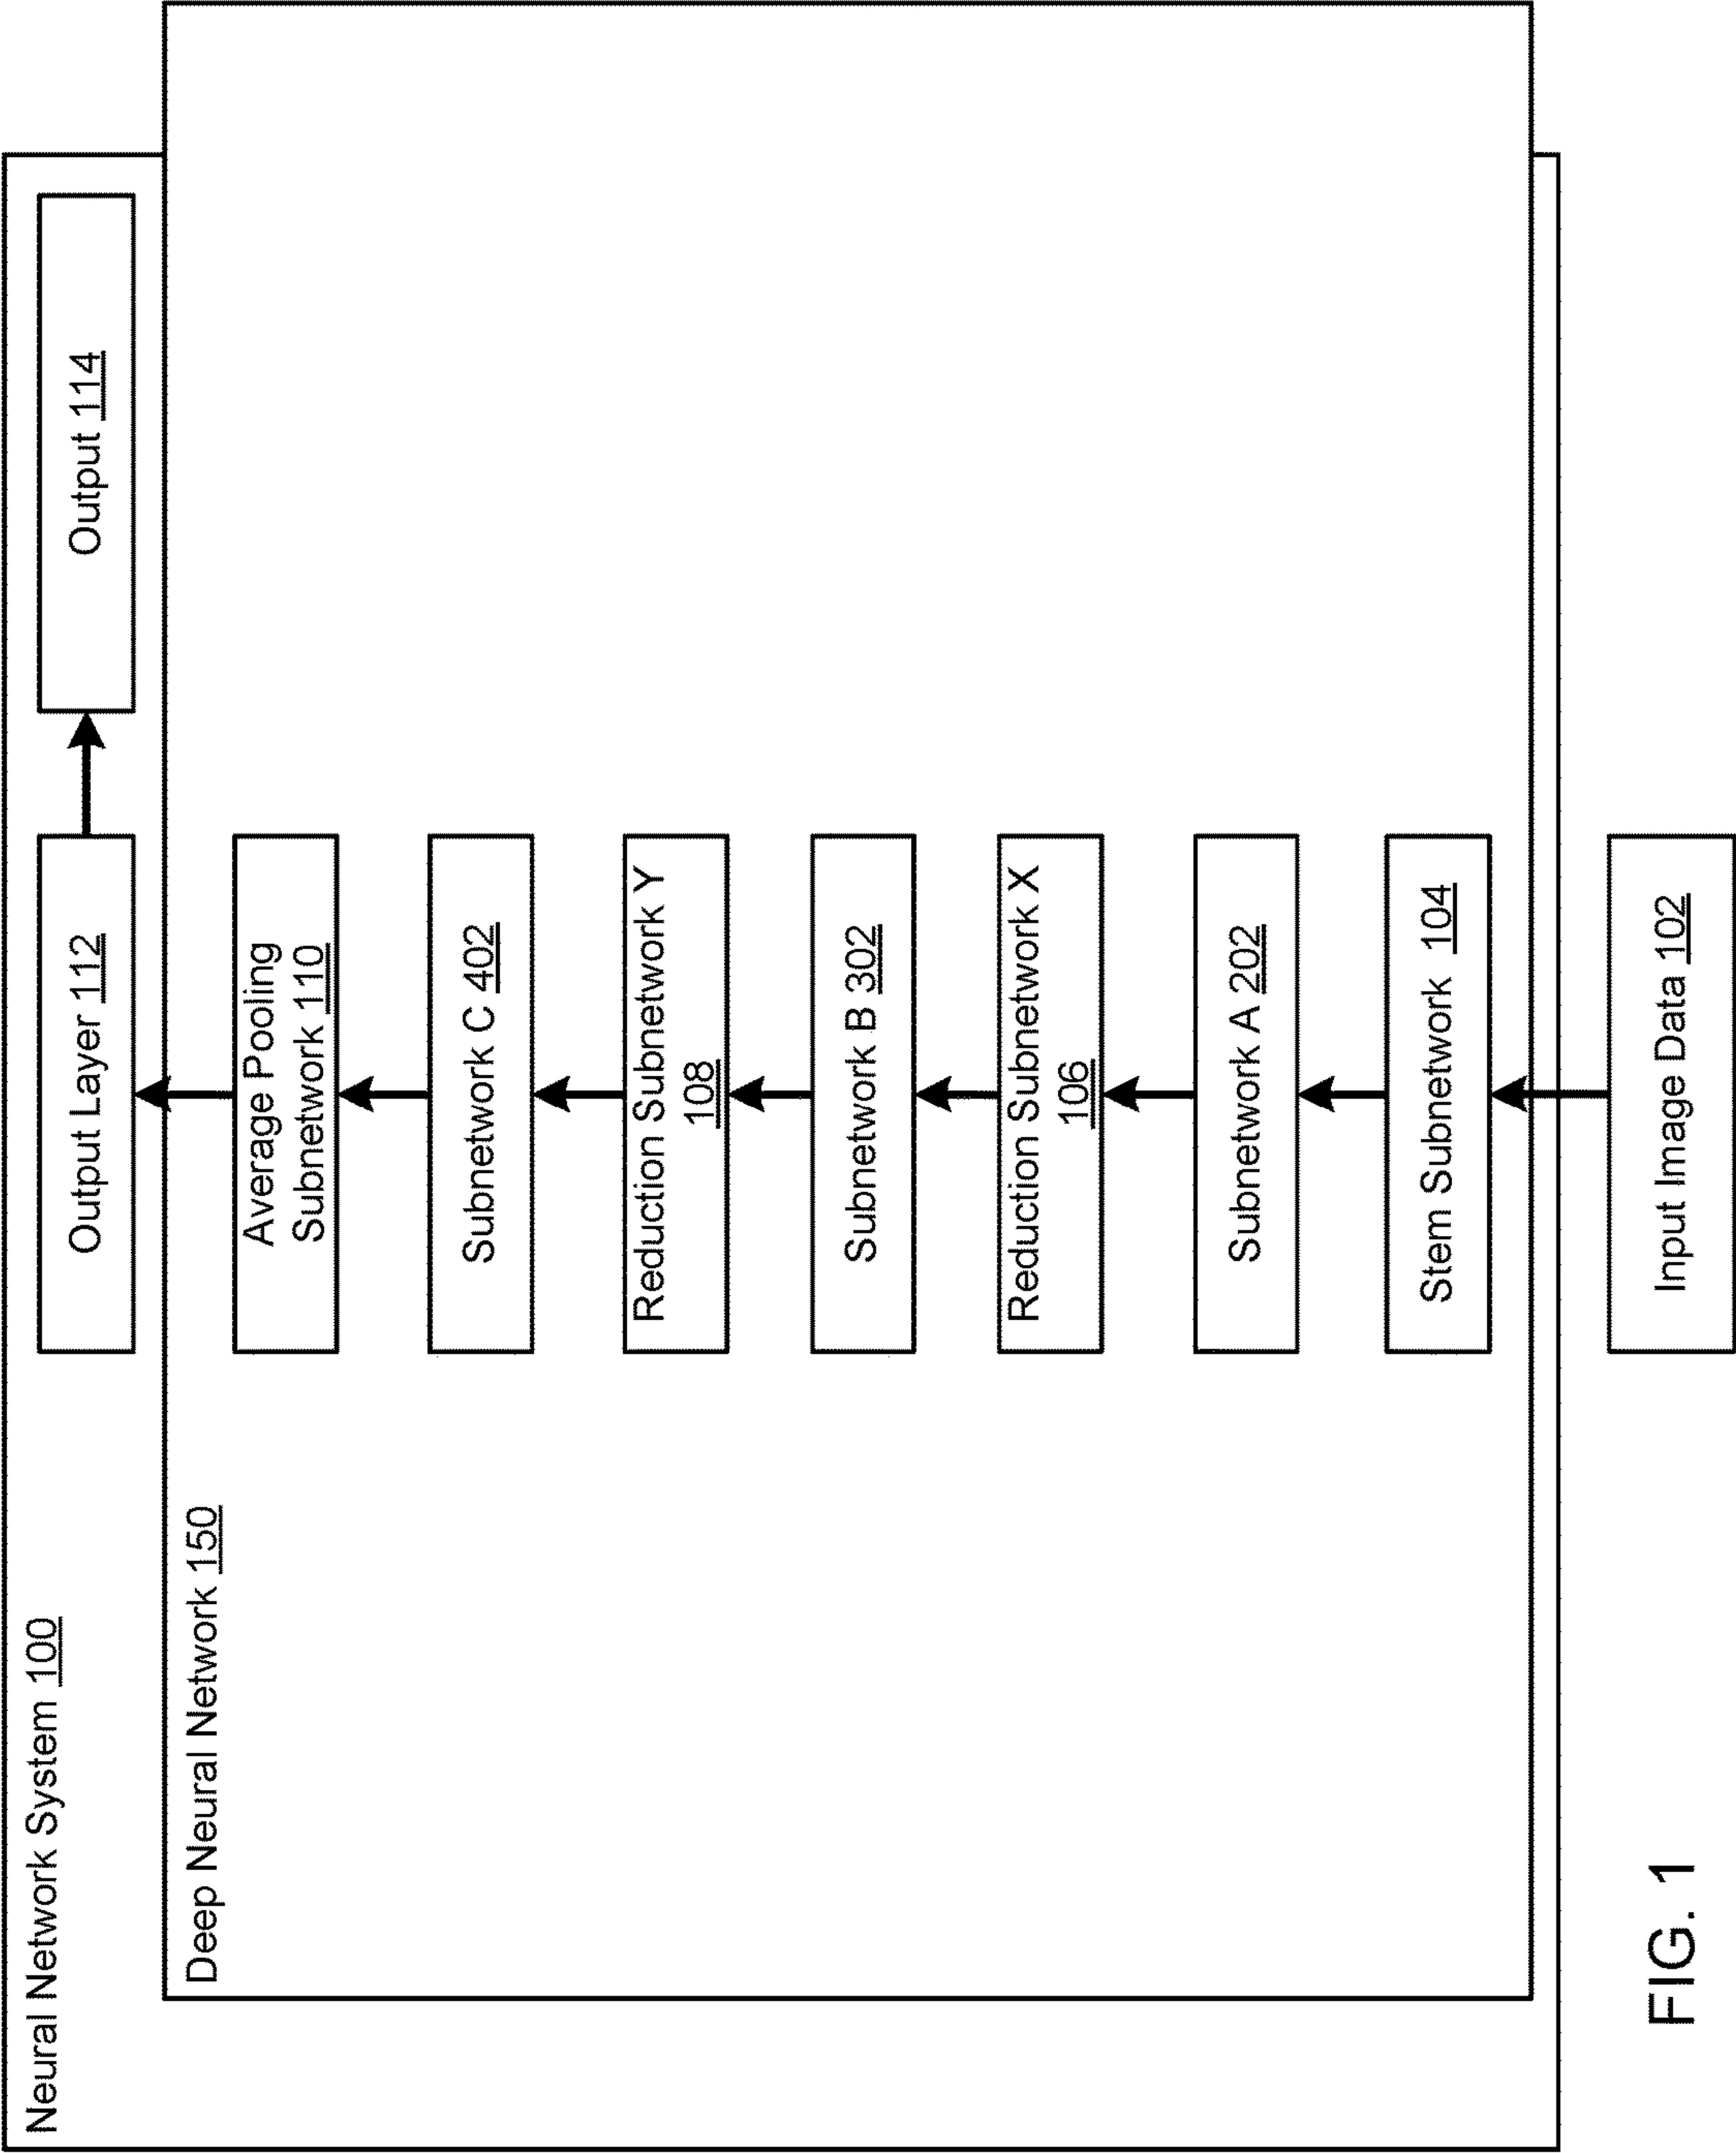 Neural Network System 100
Output Layer 112
Output 114
Deep Neural Network 150
Average Pooling
Subnetwork 110
Subnetwork C 402
Reduction Subnetwork Y
108
Subnetwork B 302
Reduction Subnetwork X
106
Subnetwork A 202
Stem Subnetwork 104
Input Image Data 102
FIG. 1